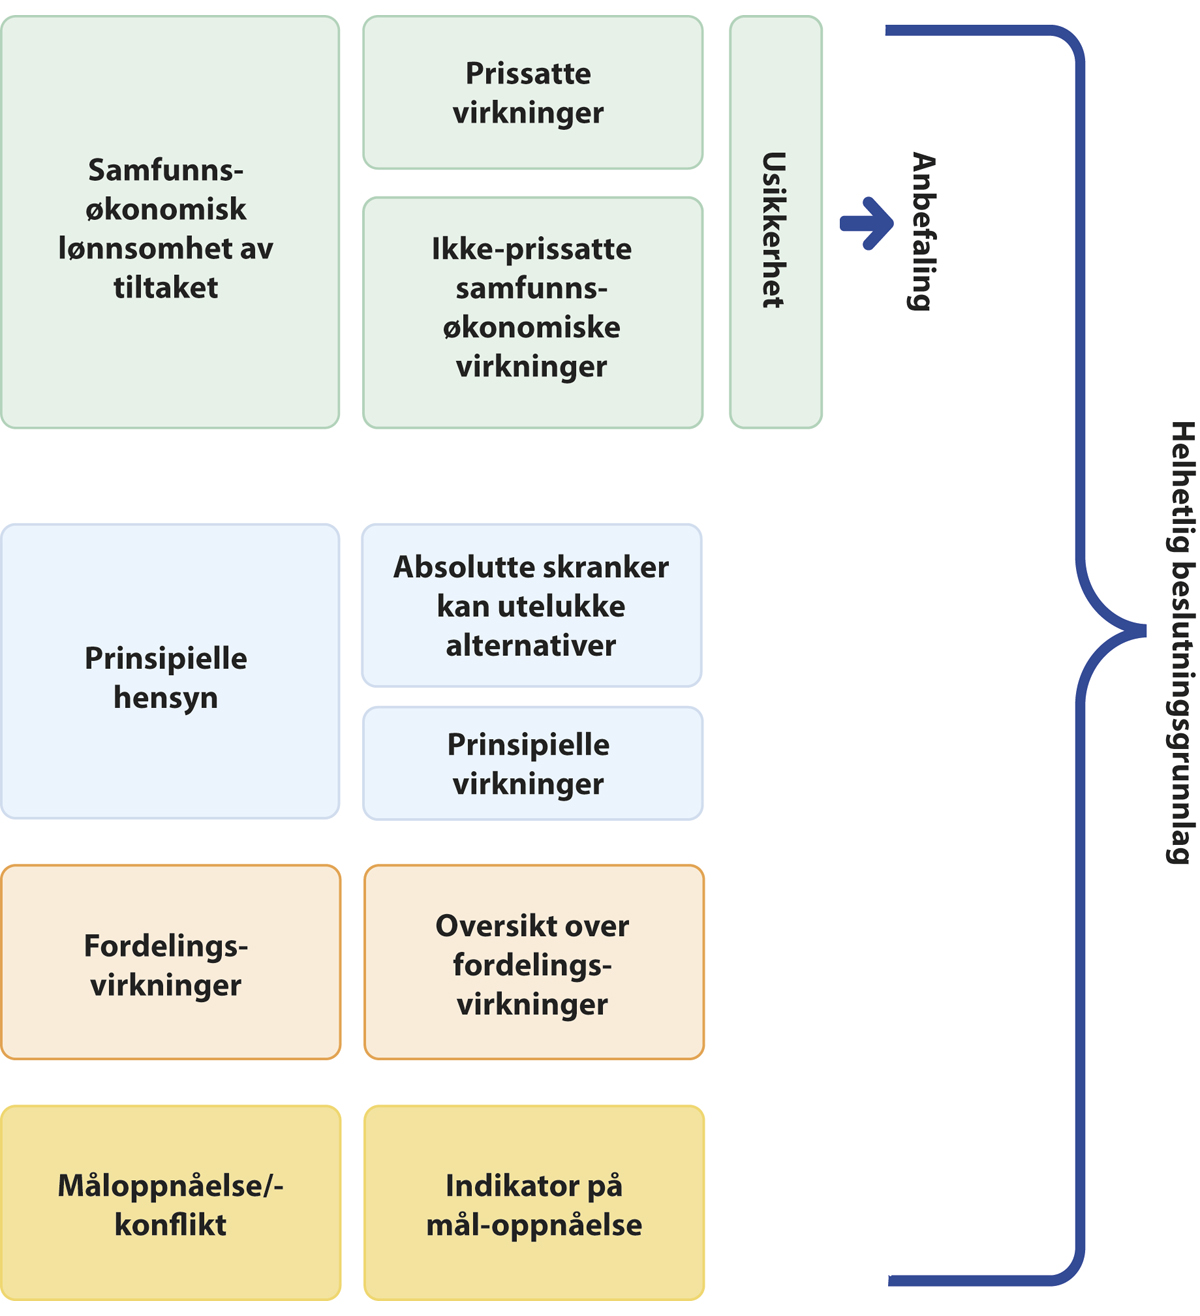 Samfunns-
økonomisk
lønnsomhet av
tiltaket
Prissatte
virkninger
Ikke-prissatte
samfunns-
økonomiske
virkninger
Usikkerhet
Anbefaling
Prinsipielle
hensyn
Absolutte skranker
kan utelukke
alternativer
Prinsipielle
virkninger
Fordelings-
virkninger
Oversikt over
fordelings-
virkninger
Måloppnåelse/-
konflikt
Indikator på
mål-oppnåelse
Helhetlig beslutningsgrunnlag